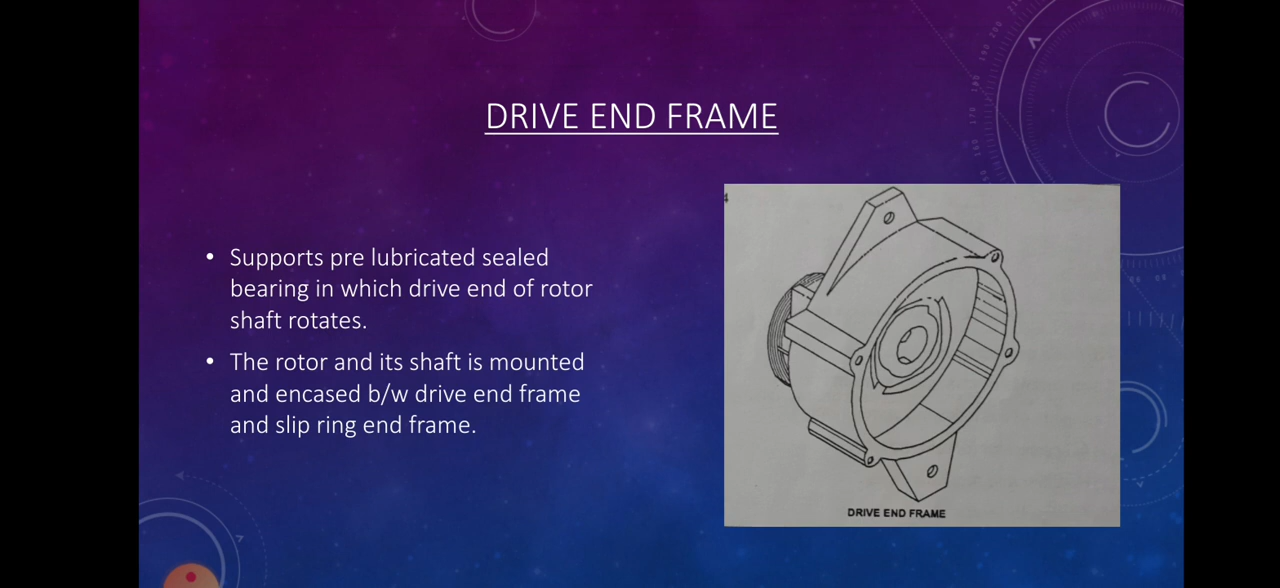 DRIVE END FRAME
• Supports pre lubricated sealed
bearing in which drive end of rotor
shaft rotates.
• The rotor and its shaft is mounted
and encased b/w drive end frame
and slip ring end frame.
DRIVE END FRAME